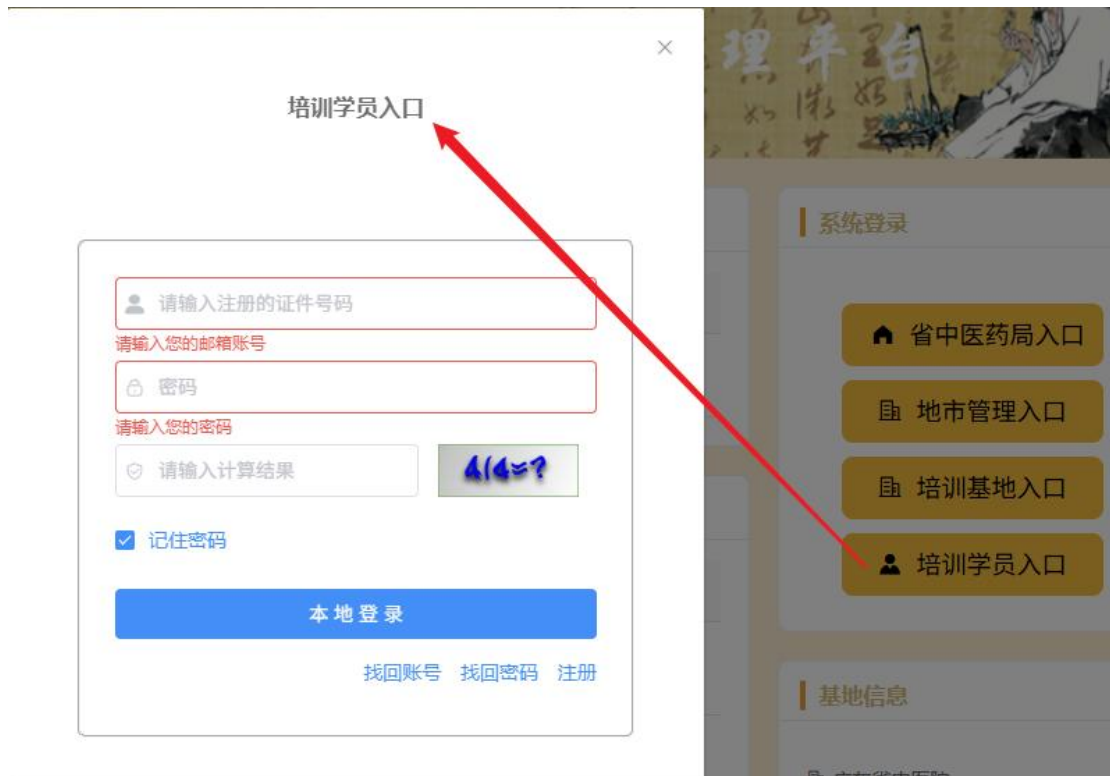 理平台
培训学员入口
请输入注册的证件号码
请输入您的邮箱账号
密码
请输入您的密码
请输入计算结果
4/4=?
记住密码
本地登录
找回账号 找回密码 注册
系统登录
省中医药局入口
地市管理入口
培训基地入口
培训学员入口
基地信息